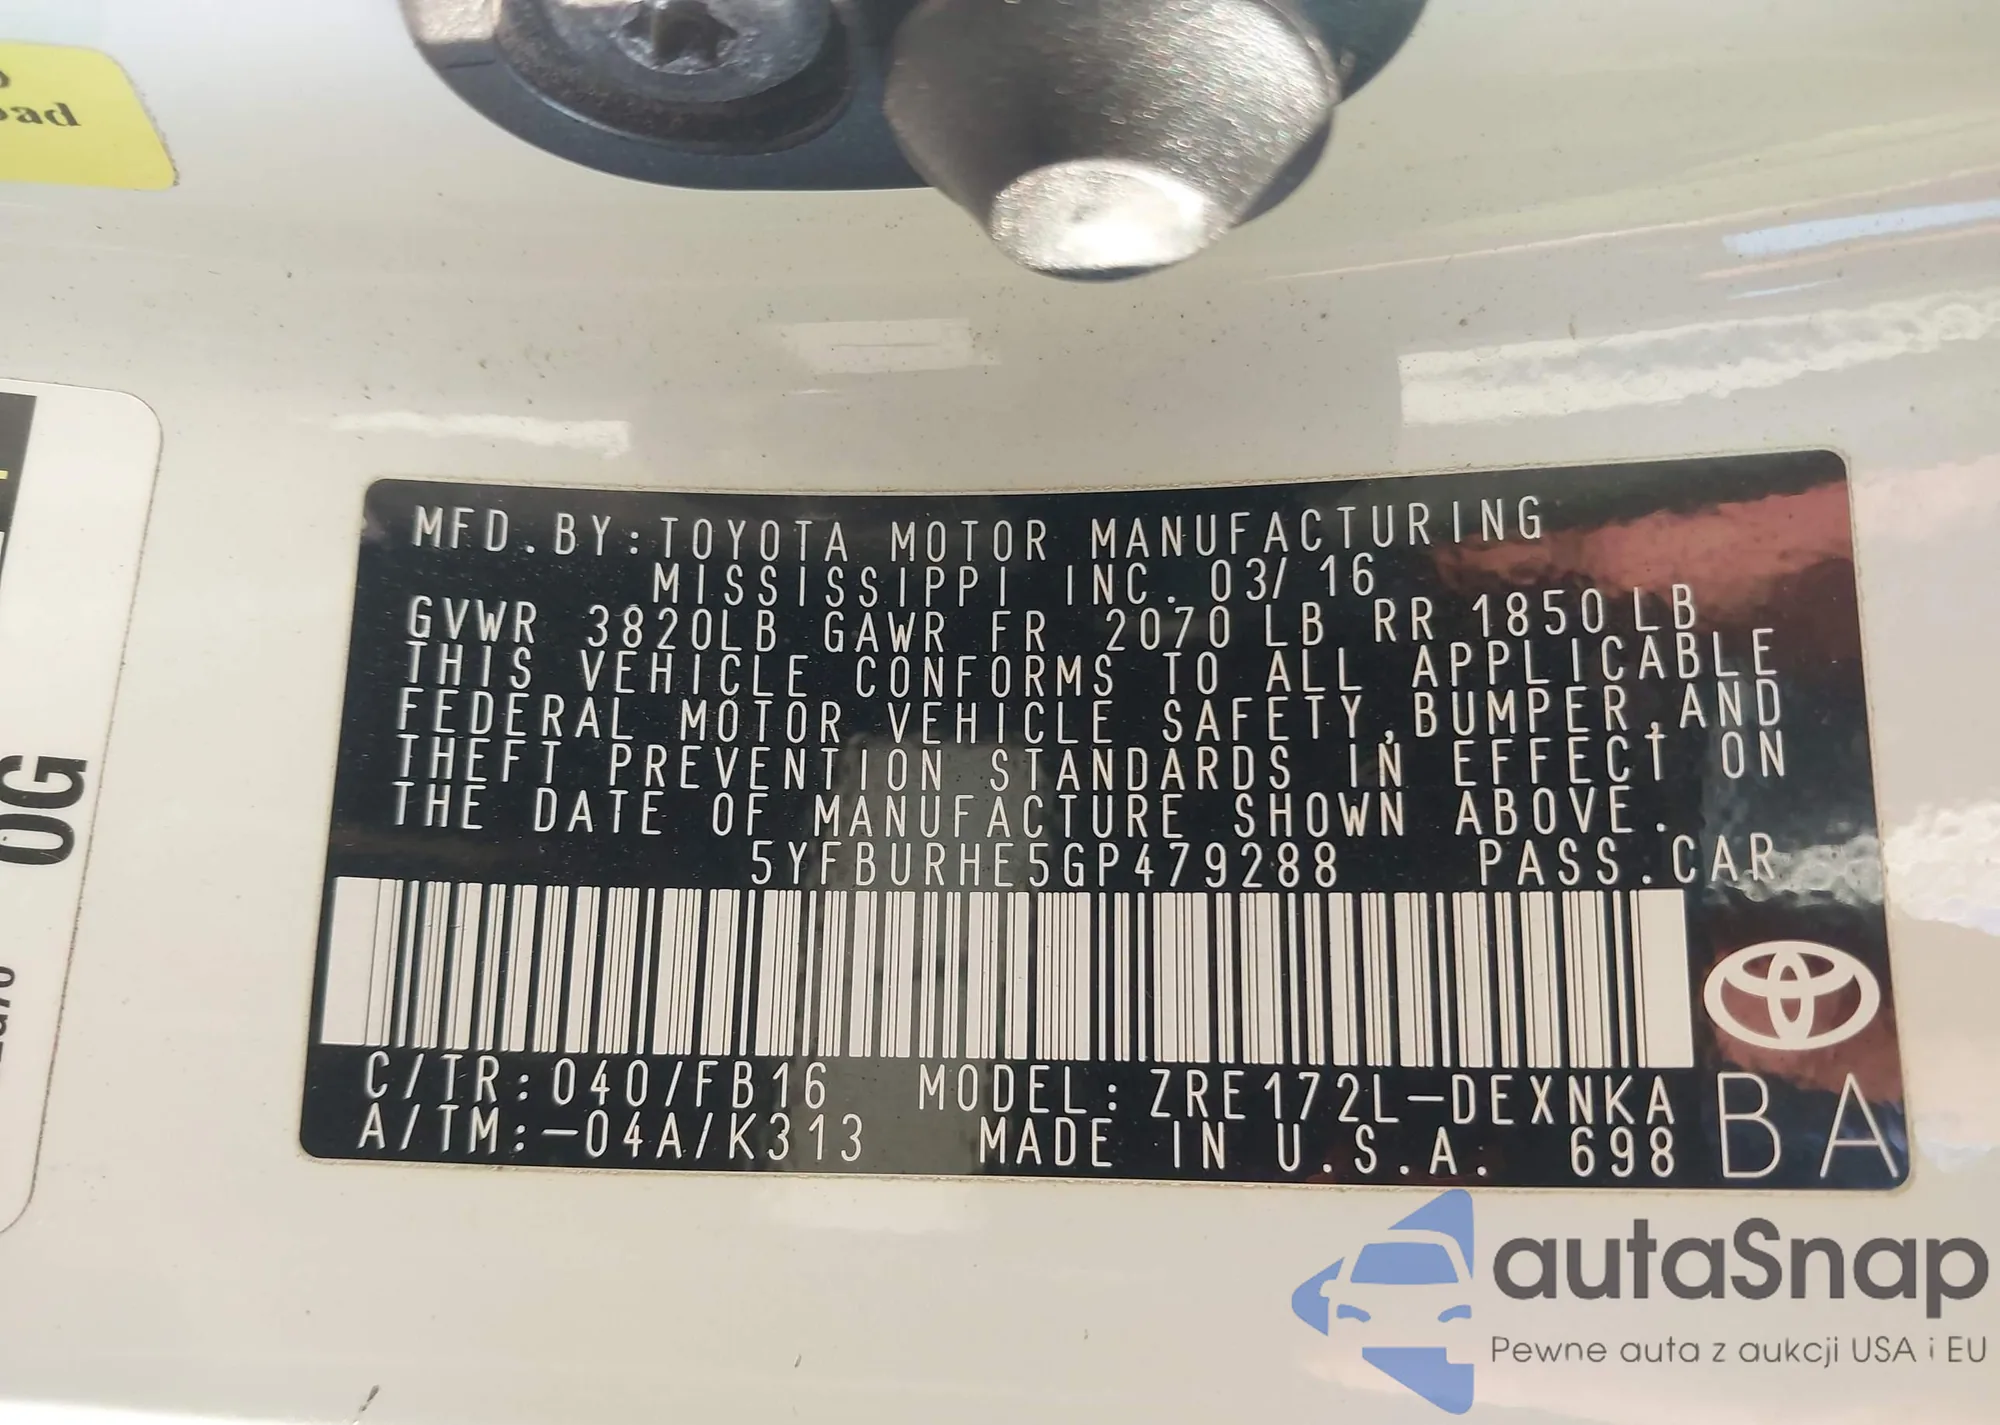 oad
OG
MFD.BY:TOYOTA MOTOR MANUFACTURING
MISSISSIPPI INC. 03/16
GVWR 3820LB GAWR FR 2070 LB RR 1850 LB
THIS VEHICLE CONFORMS TO ALL APPLICABLE
FEDERAL MOTOR VEHICLE SAFETY,BUMPER,AND
THEFT PREVENTION STANDARDS IN EFFECT ON
THE DATE OF MANUFACTURE SHOWN ABOVE.
5YFBURHE5GP479288 PASS.CAR
C/TR:040/FB16 MODEL:ZRE172L-DEXNKA
A/TM:-04A/K313 MADE IN U.S.A. 698
BA
autaSnap
Pewne auta z aukcji USA i EU